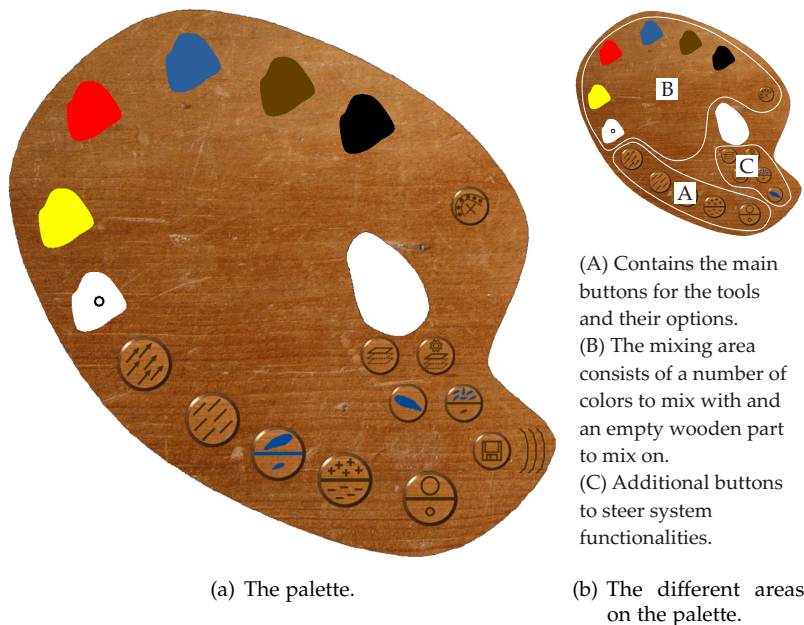 B
C
A
(A) Contains the main
buttons for the tools
and their options.
(B) The mixing area
consists of a number of
colors to mix with and
an empty wooden part
to mix on.
(C) Additional buttons
to steer system
functionalities.
(a) The palette.
(b) The different areas
on the palette.